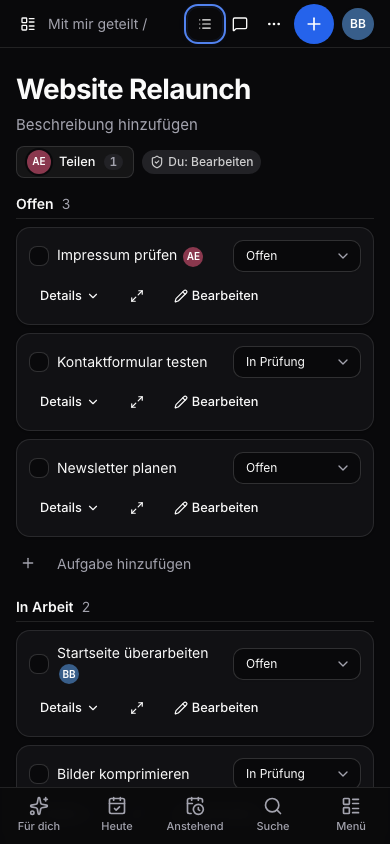 Mit mir geteilt /
BB
Website Relaunch
Beschreibung hinzufügen
AE Teilen 1
Du: Bearbeiten
Offen 3
Impressum prüfen AE
Offen
Details
Bearbeiten
Kontaktformular testen
In Prüfung
Details
Bearbeiten
Newsletter planen
Offen
Details
Bearbeiten
Aufgabe hinzufügen
In Arbeit 2
Startseite überarbeiten
BB
Offen
Details
Bearbeiten
Bilder komprimieren
In Prüfung
Für dich
Heute
Anstehend
Suche
Menü